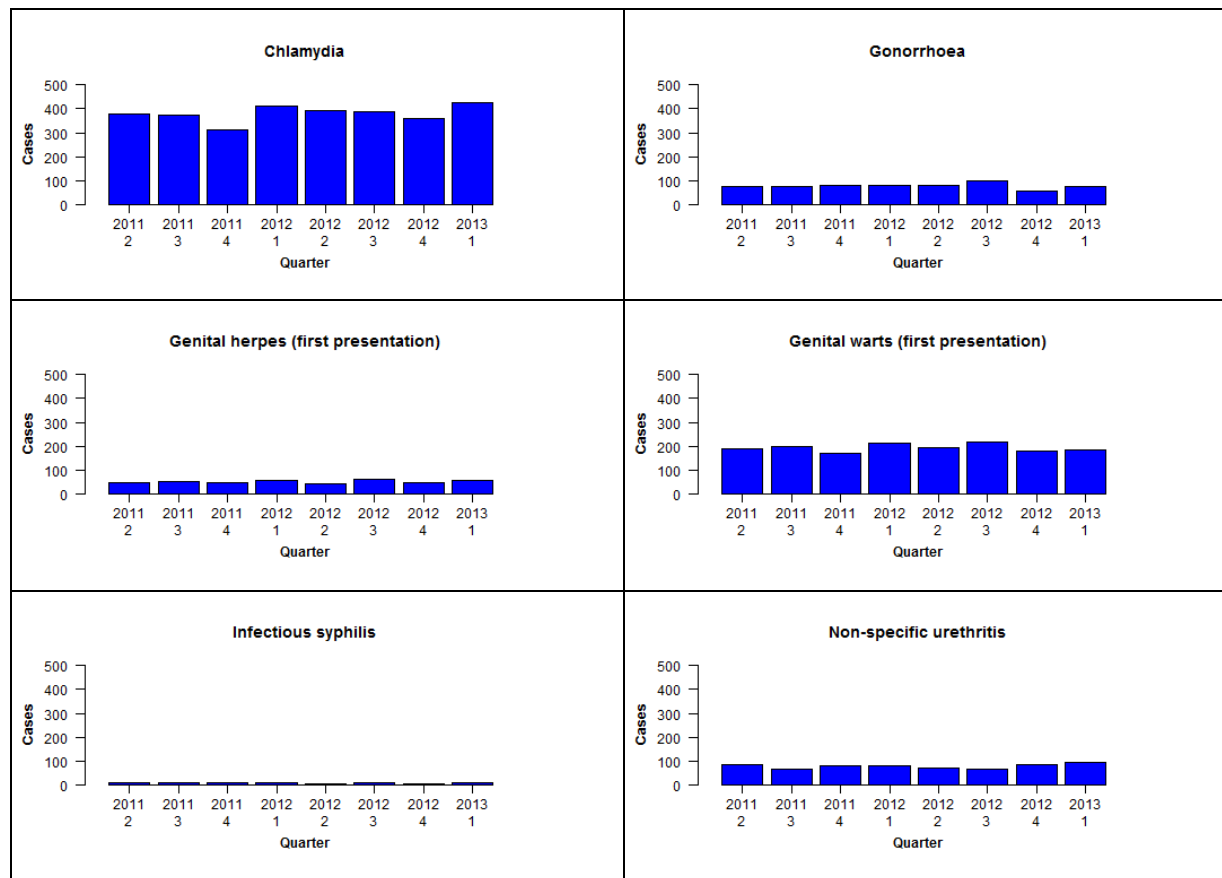 Chlamydia
500
400
300
200
100
0
Cases
2011 2011 2011 2012 2012 2012 2012 2013
2 3 4 1 2 3 4 1
Quarter
Gonorrhoea
500
400
300
200
100
0
Cases
2011 2011 2011 2012 2012 2012 2012 2013
2 3 4 1 2 3 4 1
Quarter
Genital herpes (first presentation)
500
400
300
200
100
0
Cases
2011 2011 2011 2012 2012 2012 2012 2013
2 3 4 1 2 3 4 1
Quarter
Genital warts (first presentation)
500
400
300
200
100
0
Cases
2011 2011 2011 2012 2012 2012 2012 2013
2 3 4 1 2 3 4 1
Quarter
Infectious syphilis
500
400
300
200
100
0
Cases
2011 2011 2011 2012 2012 2012 2012 2013
2 3 4 1 2 3 4 1
Quarter
Non-specific urethritis
500
400
300
200
100
0
Cases
2011 2011 2011 2012 2012 2012 2012 2013
2 3 4 1 2 3 4 1
Quarter